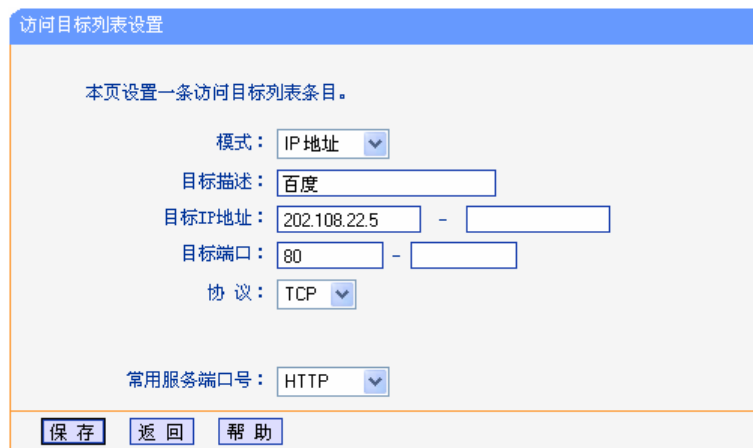 访问目标列表设置
本页设置一条访问目标列表条目。
模式： IP地址
目标描述： 百度
目标IP地址： 202.108.22.5 -
目标端口： 80 -
协 议： TCP
常用服务端口号： HTTP
保 存 返 回 帮 助